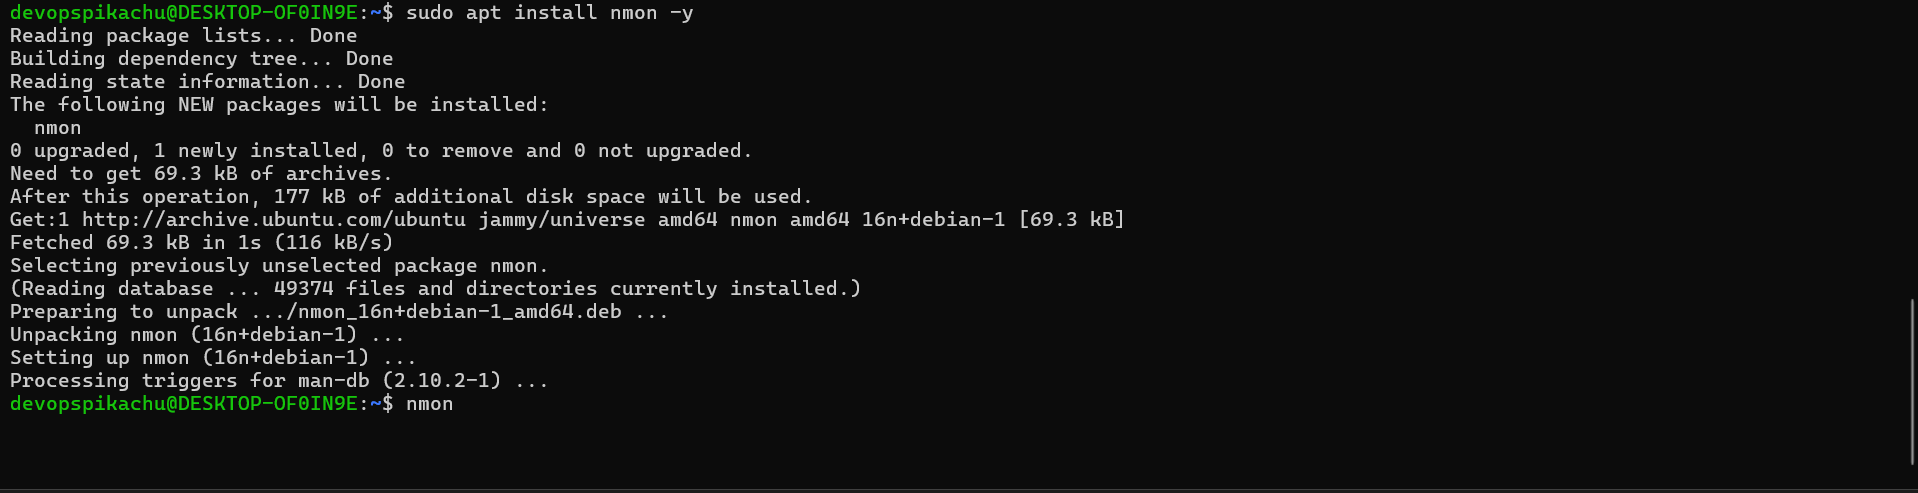 devopspikachu@DESKTOP-OF0IN9E:~$ sudo apt install nmon -y
Reading package lists... Done
Building dependency tree... Done
Reading state information... Done
The following NEW packages will be installed:
  nmon
0 upgraded, 1 newly installed, 0 to remove and 0 not upgraded.
Need to get 69.3 kB of archives.
After this operation, 177 kB of additional disk space will be used.
Get:1 http://archive.ubuntu.com/ubuntu jammy/universe amd64 nmon amd64 16n+debian-1 [69.3 kB]
Fetched 69.3 kB in 1s (116 kB/s)
Selecting previously unselected package nmon.
(Reading database ... 49374 files and directories currently installed.)
Preparing to unpack .../nmon_16n+debian-1_amd64.deb ...
Unpacking nmon (16n+debian-1) ...
Setting up nmon (16n+debian-1) ...
Processing triggers for man-db (2.10.2-1) ...
devopspikachu@DESKTOP-OF0IN9E:~$ nmon